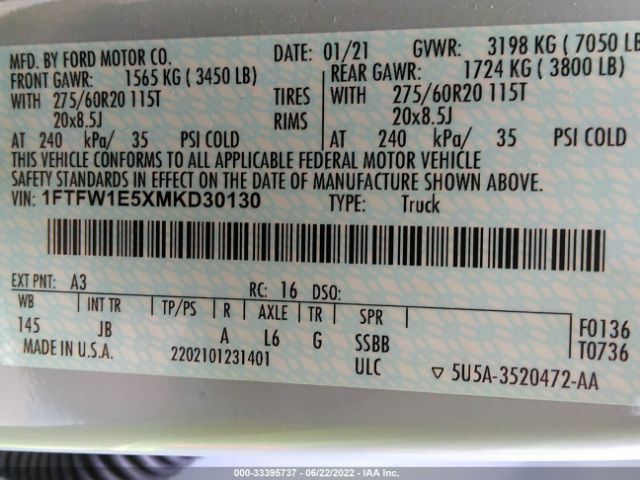 MFD. BY FORD MOTOR CO. DATE: 01/21 GVWR: 3198 KG ( 7050 LB
FRONT GAWR: 1565 KG ( 3450 LB) REAR GAWR: 1724 KG ( 3800 LB)
WITH 275/60R20 115T TIRES WITH 275/60R20 115T
20x8.5J RIMS 20x8.5J
AT 240 kPa/ 35 PSI COLD AT 240 kPa/ 35 PSI COLD
THIS VEHICLE CONFORMS TO ALL APPLICABLE FEDERAL MOTOR VEHICLE
SAFETY STANDARDS IN EFFECT ON THE DATE OF MANUFACTURE SHOWN ABOVE.
VIN: 1FTFW1E5XMKD30130 TYPE: Truck
EXT PNT: A3 RC: 16 DSO:
WB INT TR TP/PS R AXLE TR SPR
145 JB A L6 G SSBB F0136
MADE IN U.S.A. 2202101231401 ULC T0736
▽ 5U5A-3520472-AA
000-33395737 - 06/22/2022 - IAA Inc.